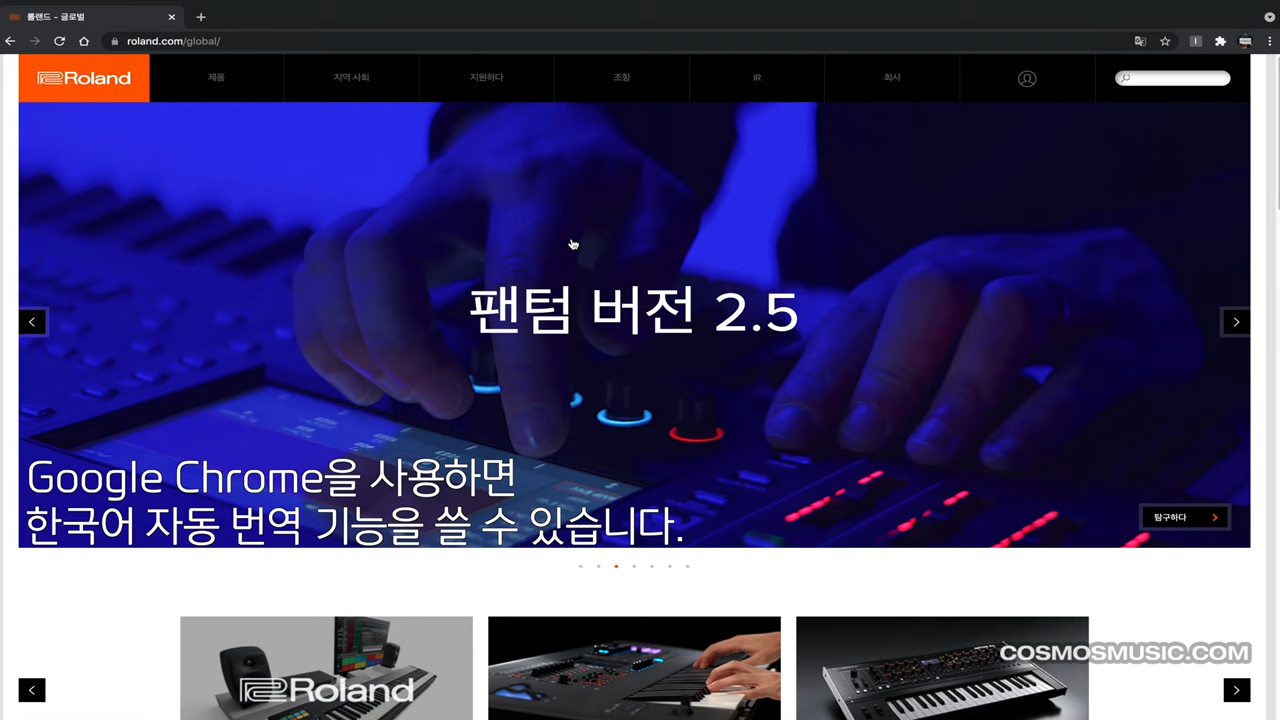 롤랜드 - 글로벌
roland.com/global/
Roland
제품
지역 사회
지원하다
조항
IR
회사
팬텀 버전 2.5
Google Chrome을 사용하면
한국어 자동 번역 기능을 쓸 수 있습니다.
탐구하다
Roland
COSMOSMUSIC.COM